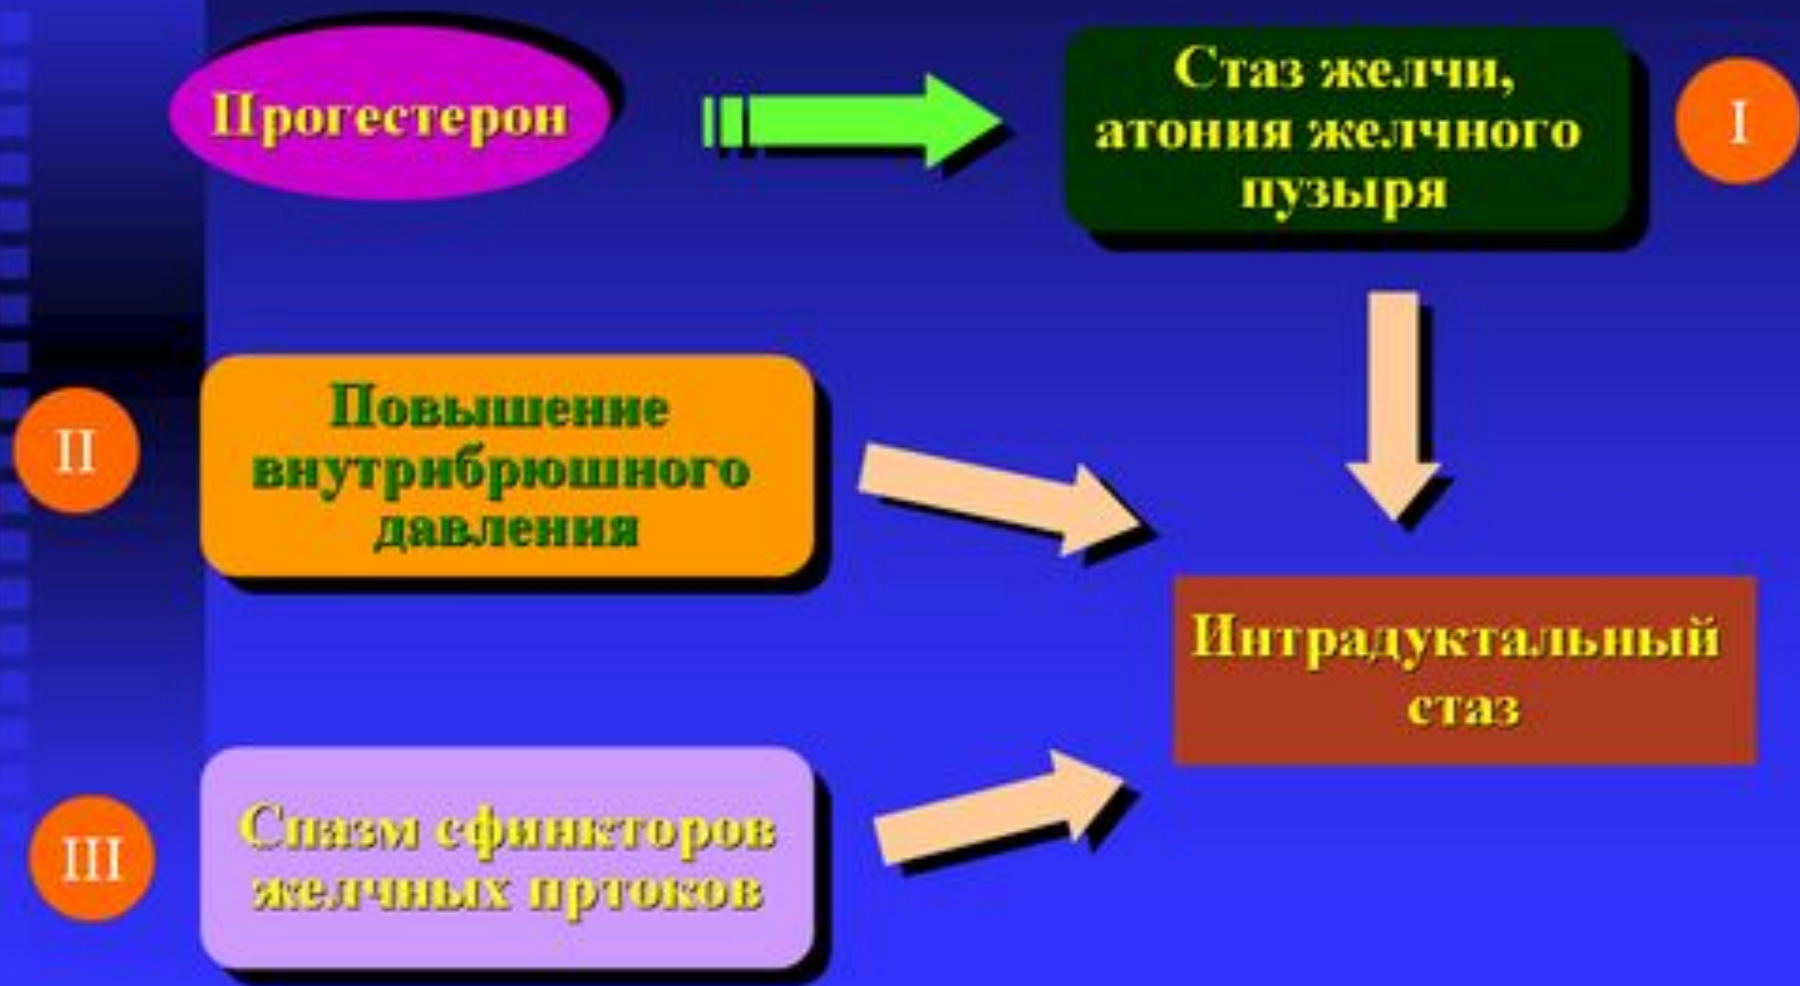 Прогестерон
Стаз желчи,
атония желчного
пузыря
I
II
Повышение
внутрибрюшного
давления
Интрадуктальный
стаз
III
Спазм сфинкторов
желчных пртоков